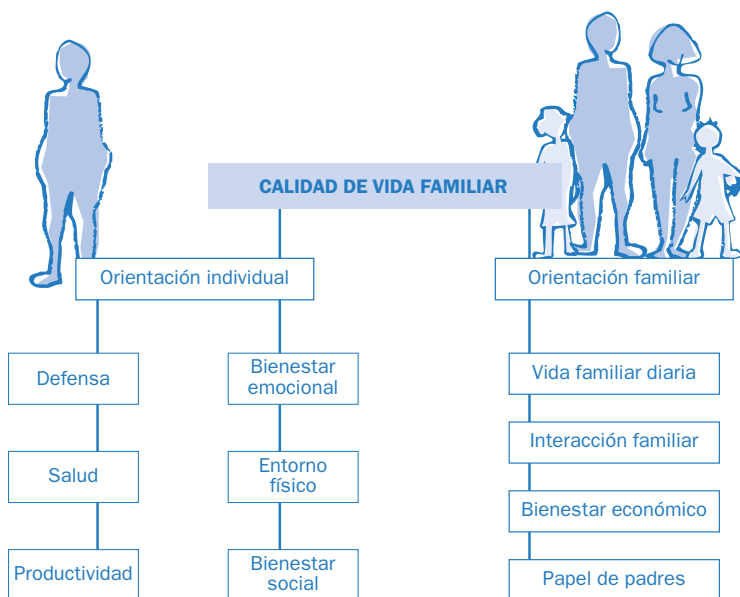 CALIDAD DE VIDA FAMILIAR
Orientación individual
Orientación familiar
Defensa
Bienestar
emocional
Vida familiar diaria
Salud
Entorno
físico
Interacción familiar
Bienestar económico
Productividad
Bienestar
social
Papel de padres